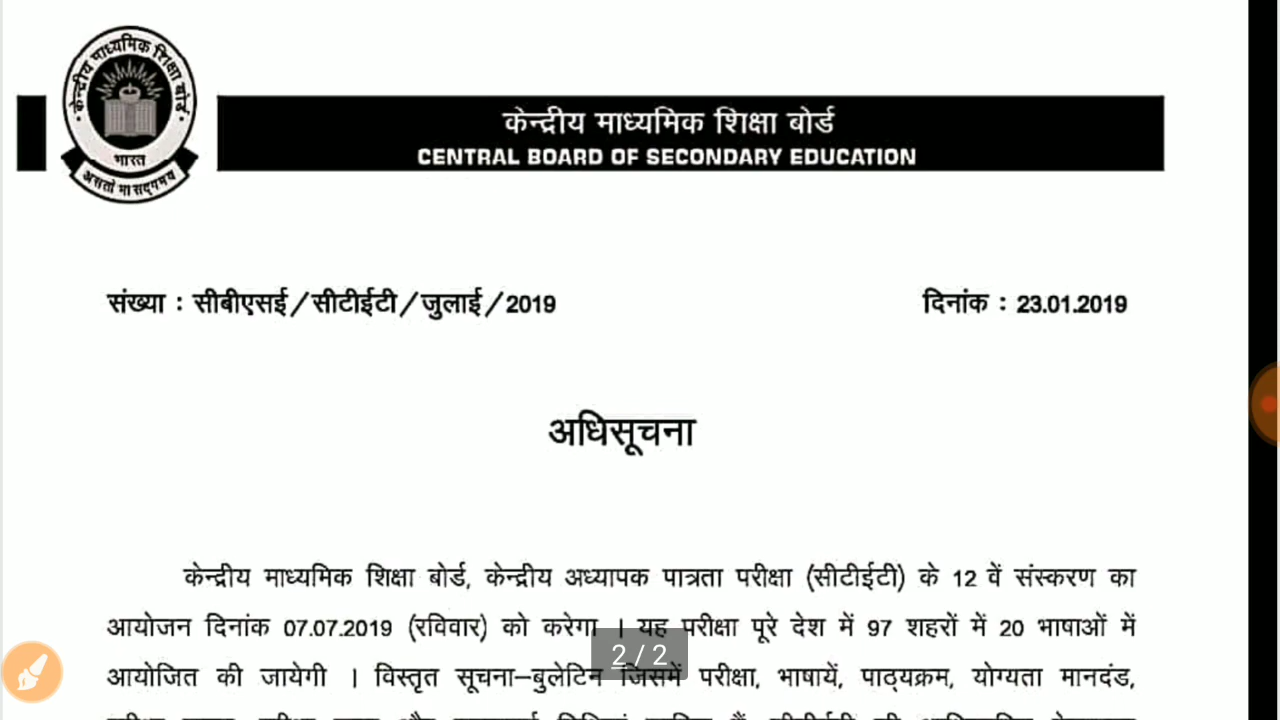 केन्द्रीय माध्यमिक शिक्षा बोर्ड
भारत
असतो मा सद्गमय
केन्द्रीय माध्यमिक शिक्षा बोर्ड
CENTRAL BOARD OF SECONDARY EDUCATION
संख्या : सीबीएसई/सीटीईटी/जुलाई/2019
दिनांक : 23.01.2019
अधिसूचना
केन्द्रीय माध्यमिक शिक्षा बोर्ड, केन्द्रीय अध्यापक पात्रता परीक्षा (सीटीईटी) के 12 वें संस्करण का
आयोजन दिनांक 07.07.2019 (रविवार) को करेगा । यह परीक्षा पूरे देश में 97 शहरों में 20 भाषाओं में
आयोजित की जायेगी । विस्तृत सूचना–बुलेटिन जिसमें परीक्षा, भाषायें, पाठ्यक्रम, योग्यता मानदंड,
2 / 2